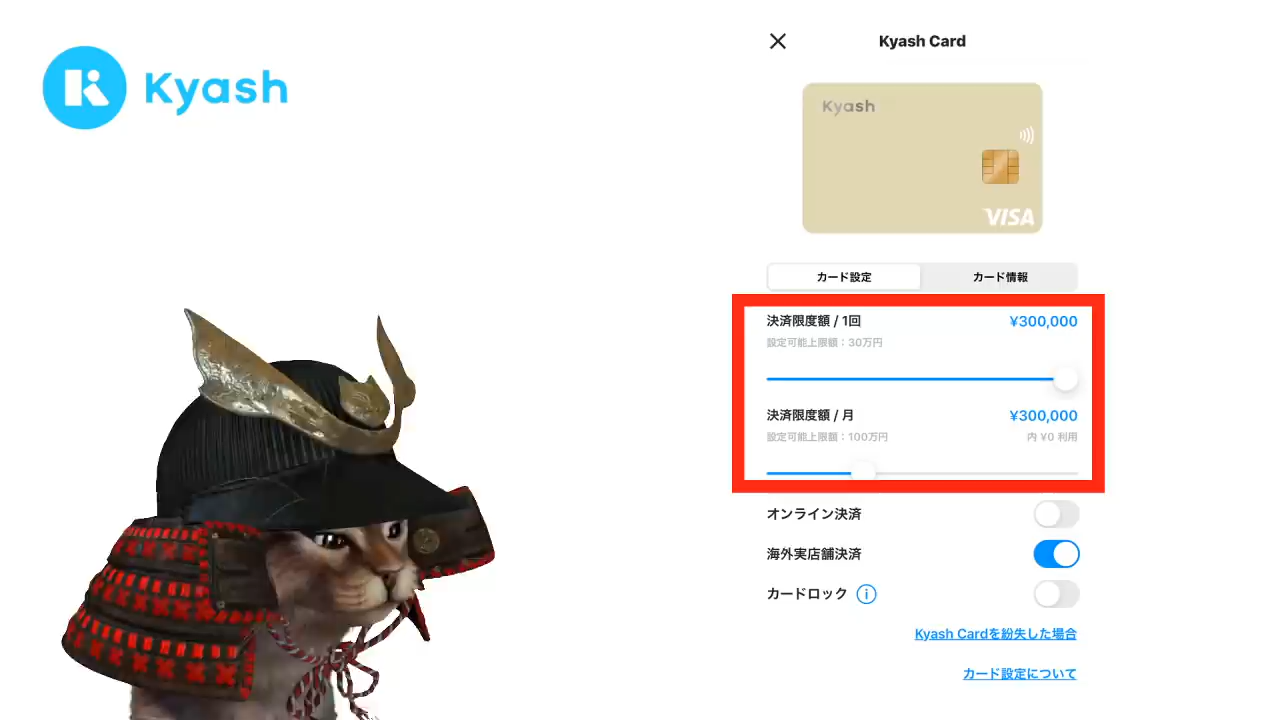 Kyash
Kyash Card
Kyash
VISA
カード設定
カード情報
決済限度額 / 1回
¥300,000
設定可能上限額：30万円
決済限度額 / 月
¥300,000
設定可能上限額：100万円
内 ¥0 利用
オンライン決済
海外実店舗決済
カードロック
Kyash Cardを紛失した場合
カード設定について